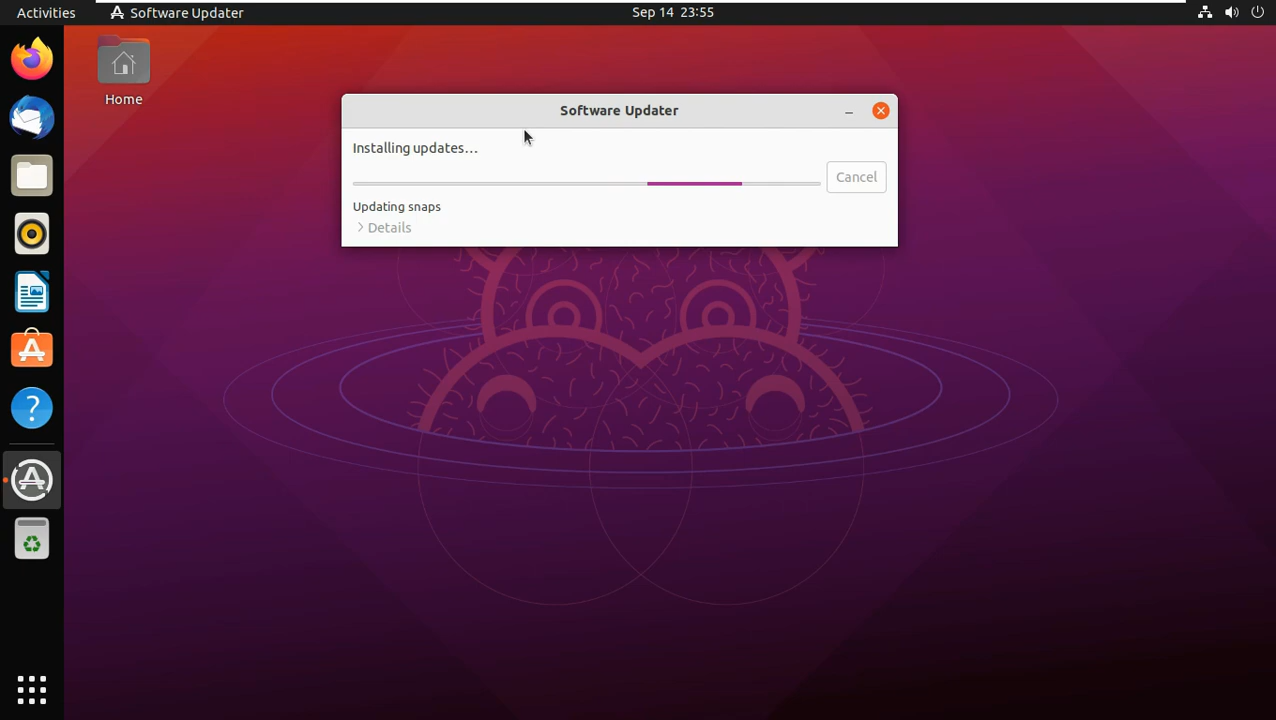 Activities
Software Updater
Sep 14 23:55
Home
Software Updater
Installing updates...
Cancel
Updating snaps
Details